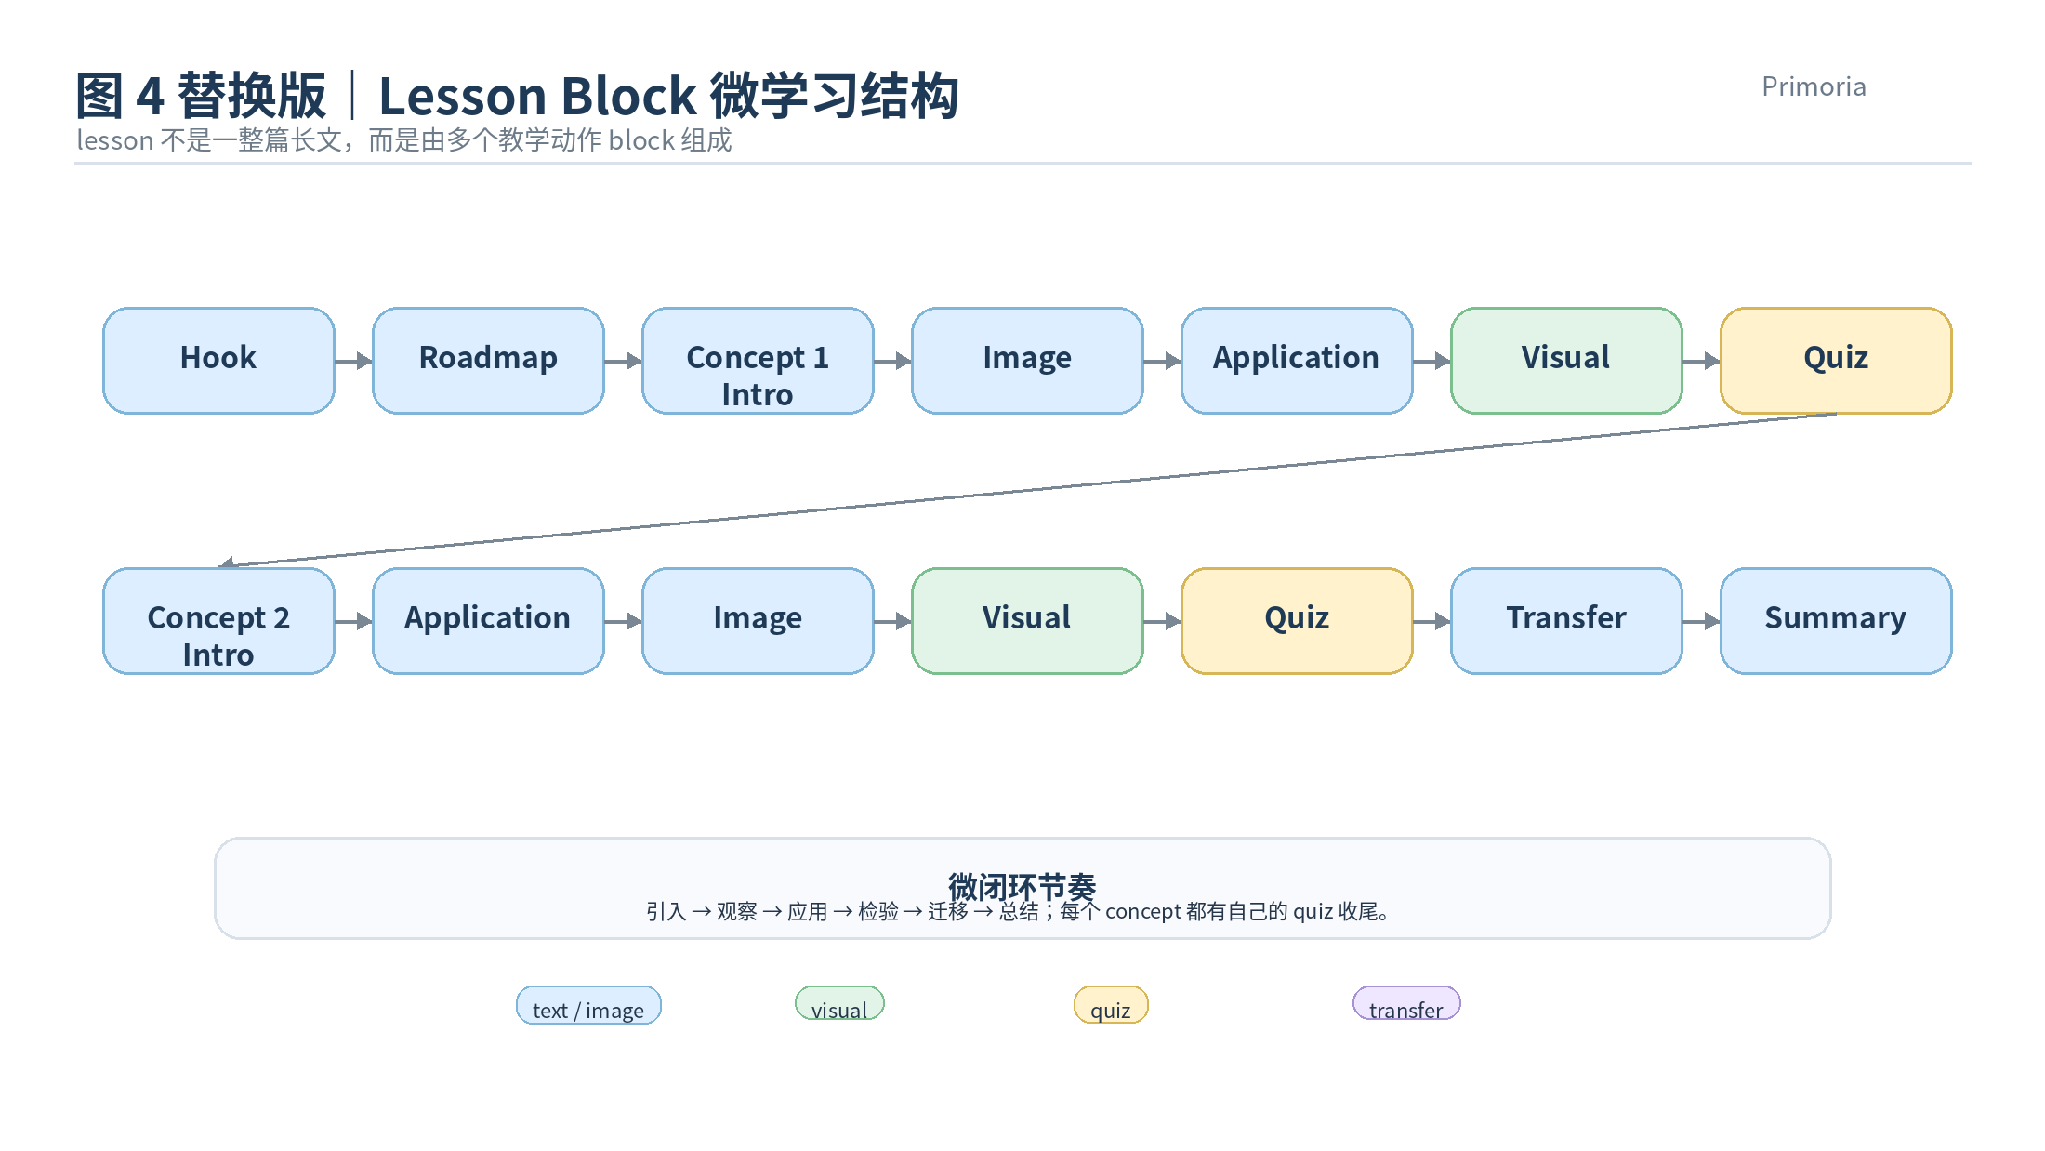 图 4 替换版｜Lesson Block 微学习结构
Primoria
lesson 不是一整篇长文，而是由多个教学动作 block 组成
Hook
Roadmap
Concept 1
Intro
Image
Application
Visual
Quiz
Concept 2
Intro
Application
Image
Visual
Quiz
Transfer
Summary
微闭环节奏
引入 → 观察 → 应用 → 检验 → 迁移 → 总结；每个 concept 都有自己的 quiz 收尾。
text / image
visual
quiz
transfer